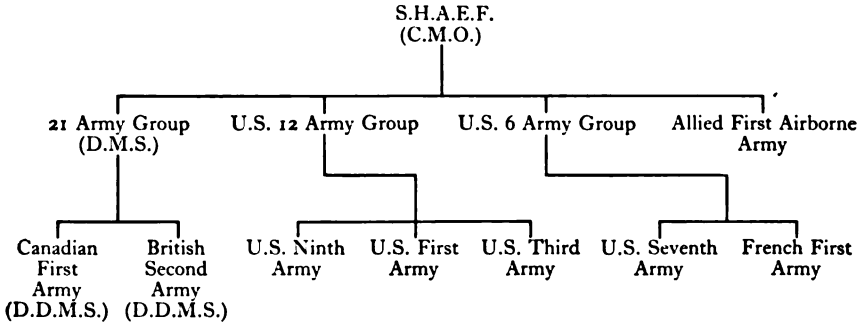 S.H.A.E.F.
(C.M.O.)
21 Army Group
(D.M.S.)
U.S. 12 Army Group
U.S. 6 Army Group
Allied First Airborne
Army
Canadian
First
Army
(D.D.M.S.)
British
Second
Army
(D.D.M.S.)
U.S. Ninth
Army
U.S. First
Army
U.S. Third
Army
U.S. Seventh
Army
French First
Army